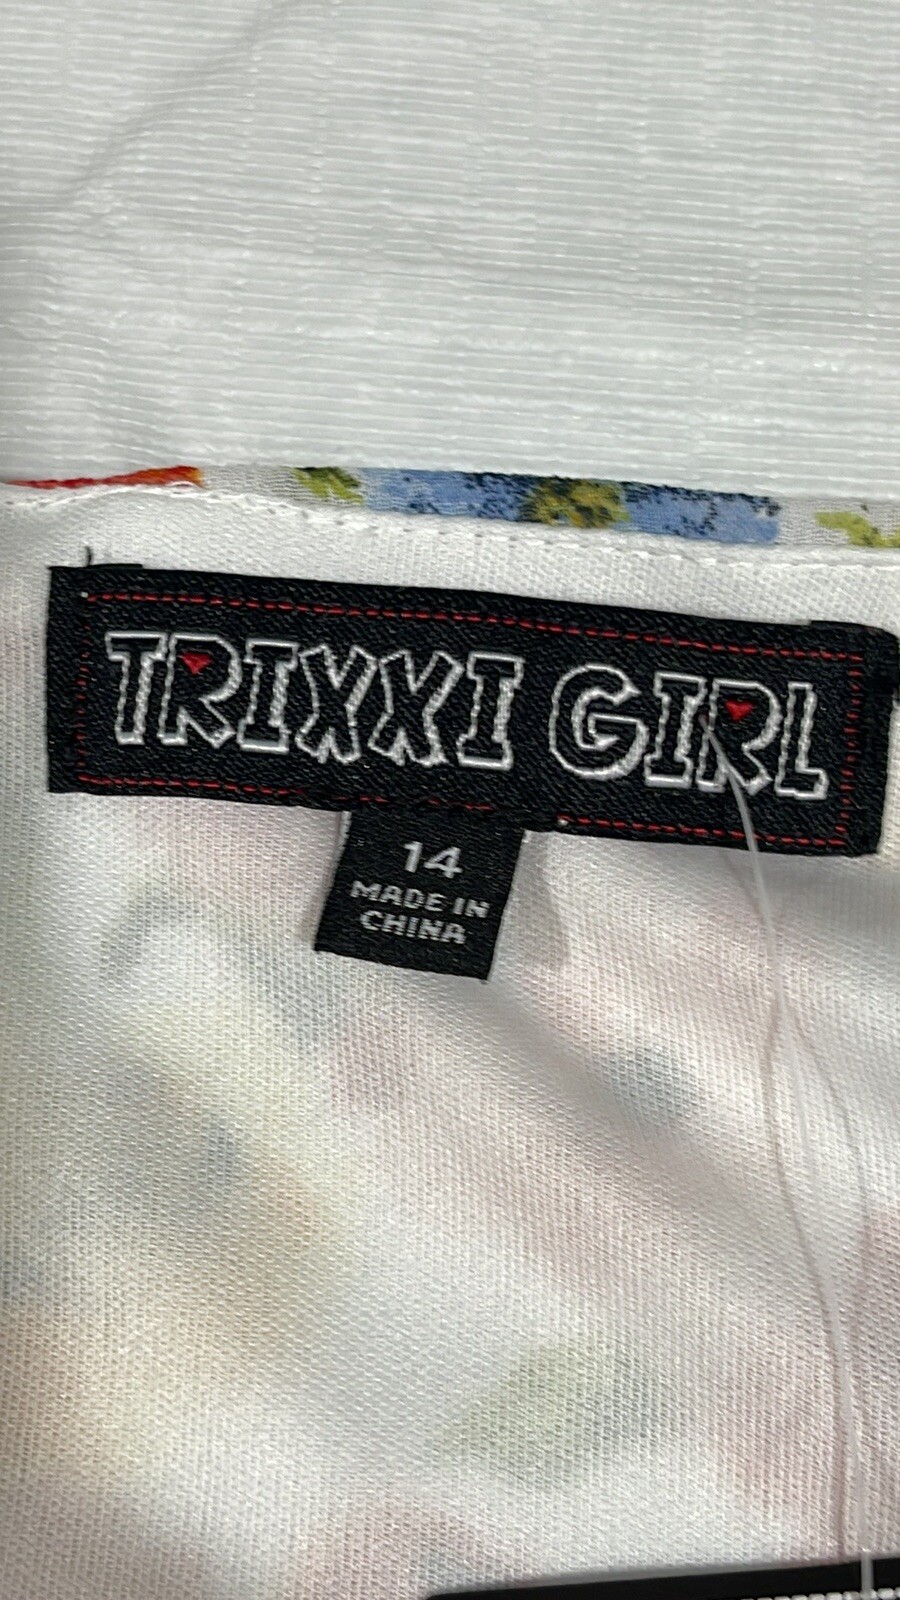 TRIXXI GIRL
14
MADE IN
CHINA